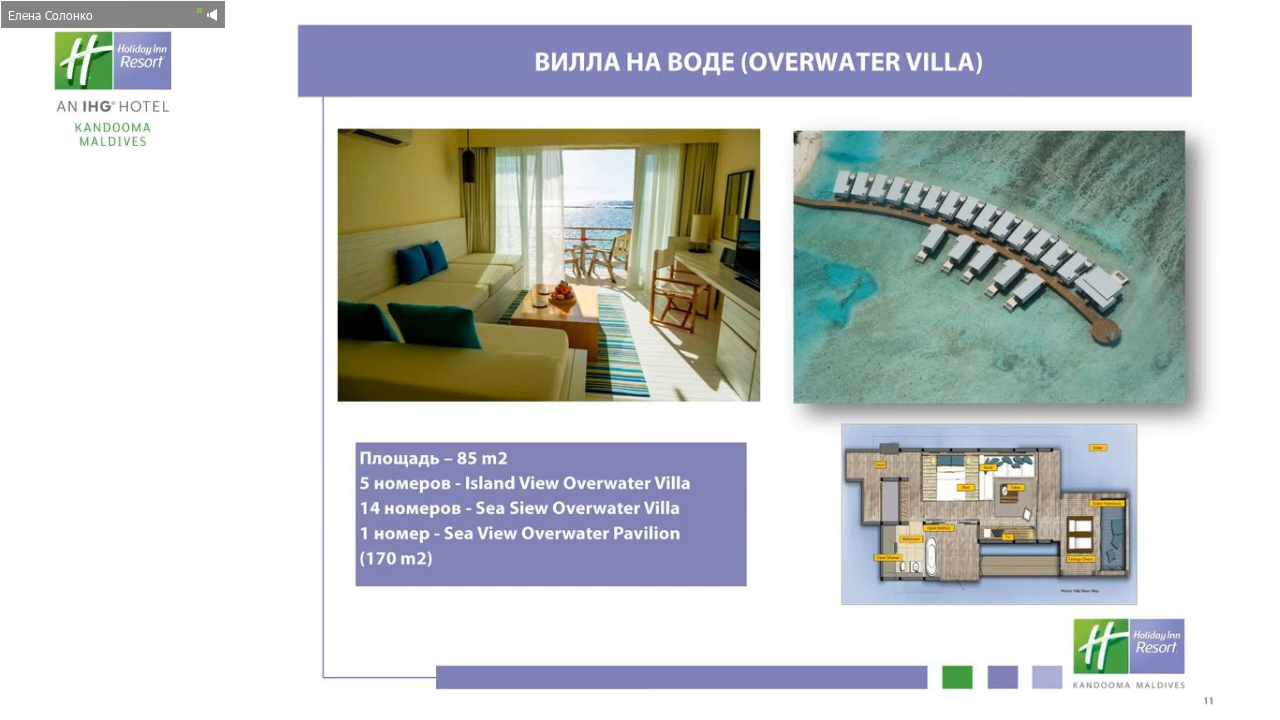 Елена Солонко
Holiday Inn
Resort
AN IHG® HOTEL
KANDOOMA
MALDIVES
ВИЛЛА НА ВОДЕ (OVERWATER VILLA)
Площадь – 85 m2
5 номеров - Island View Overwater Villa
14 номеров - Sea Siew Overwater Villa
1 номер - Sea View Overwater Pavilion
(170 m2)
Holiday Inn
Resort
KANDOOMA MALDIVES
11